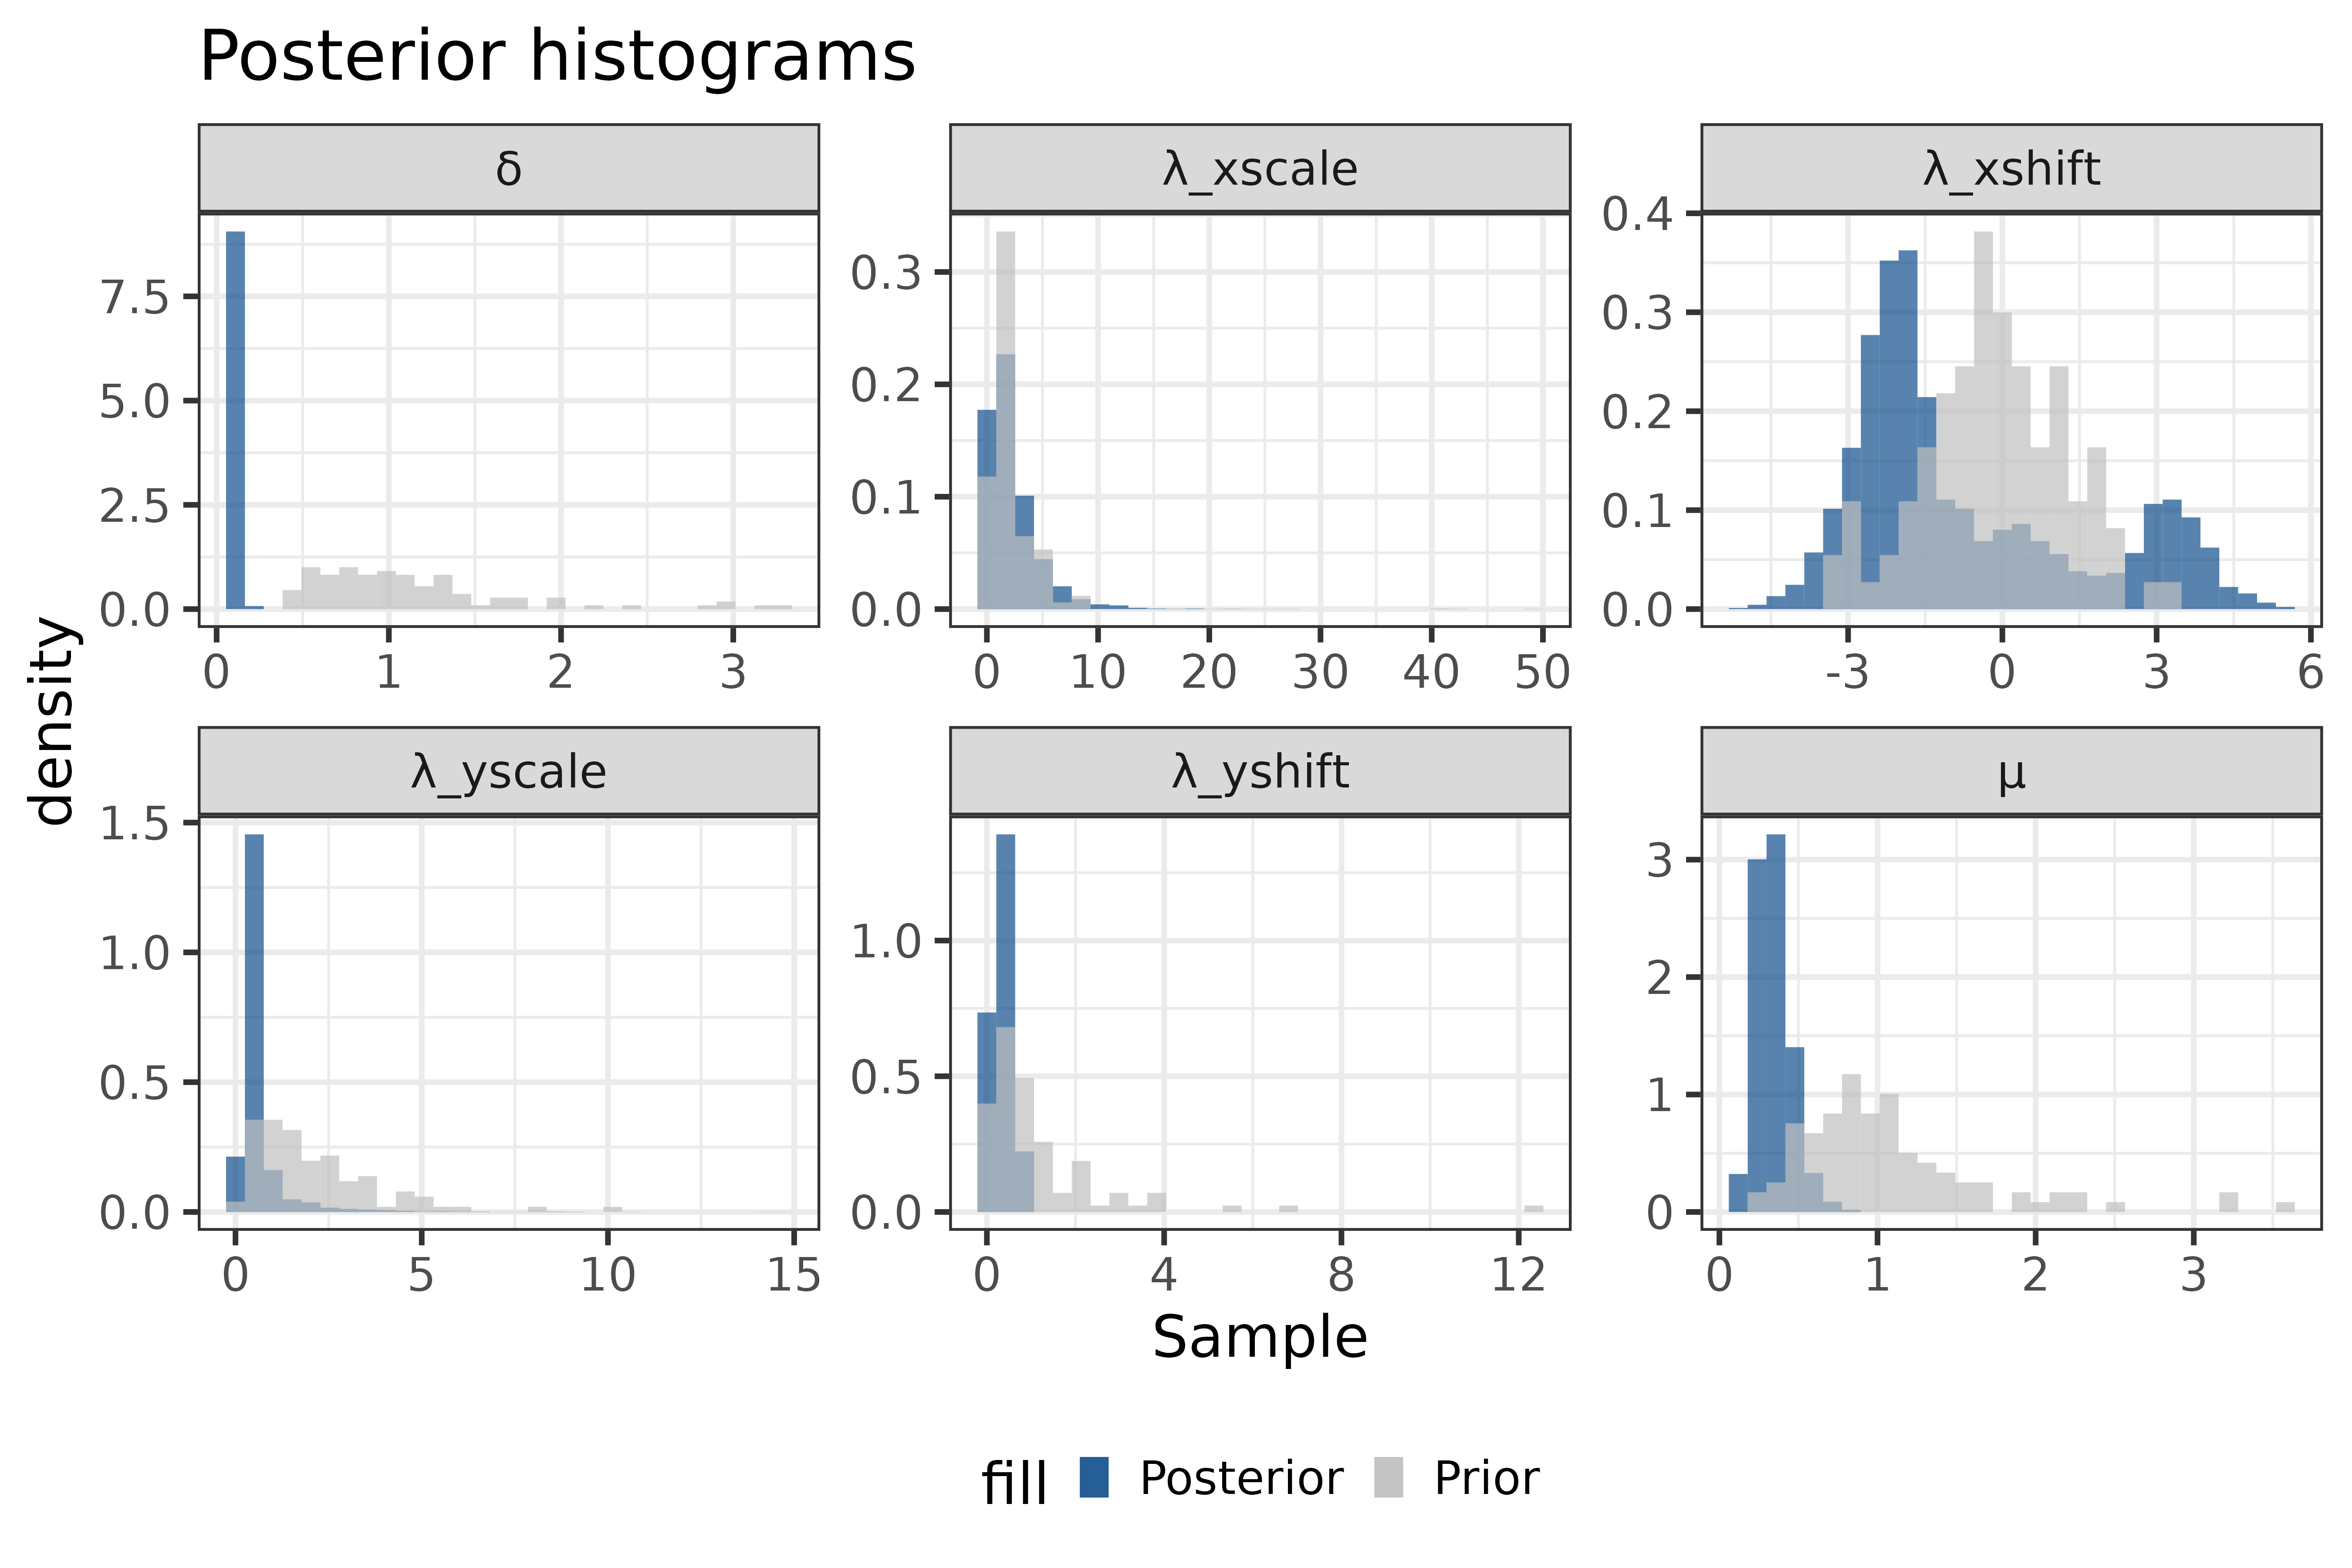 Posterior histograms
δ λ_xscale λ_xshift
7.5
5.0
2.5
0.0
0 1 2 3
0.3
0.2
0.1
0.0
0 10 20 30 40 50
0.4
0.3
0.2
0.1
0.0
-3 0 3 6
density
λ_yscale λ_yshift µ
1.5
1.0
0.5
0.0
0 5 10 15
1.0
0.5
0.0
0 4 8 12
3
2
1
0
0 1 2 3
Sample
fill Posterior Prior